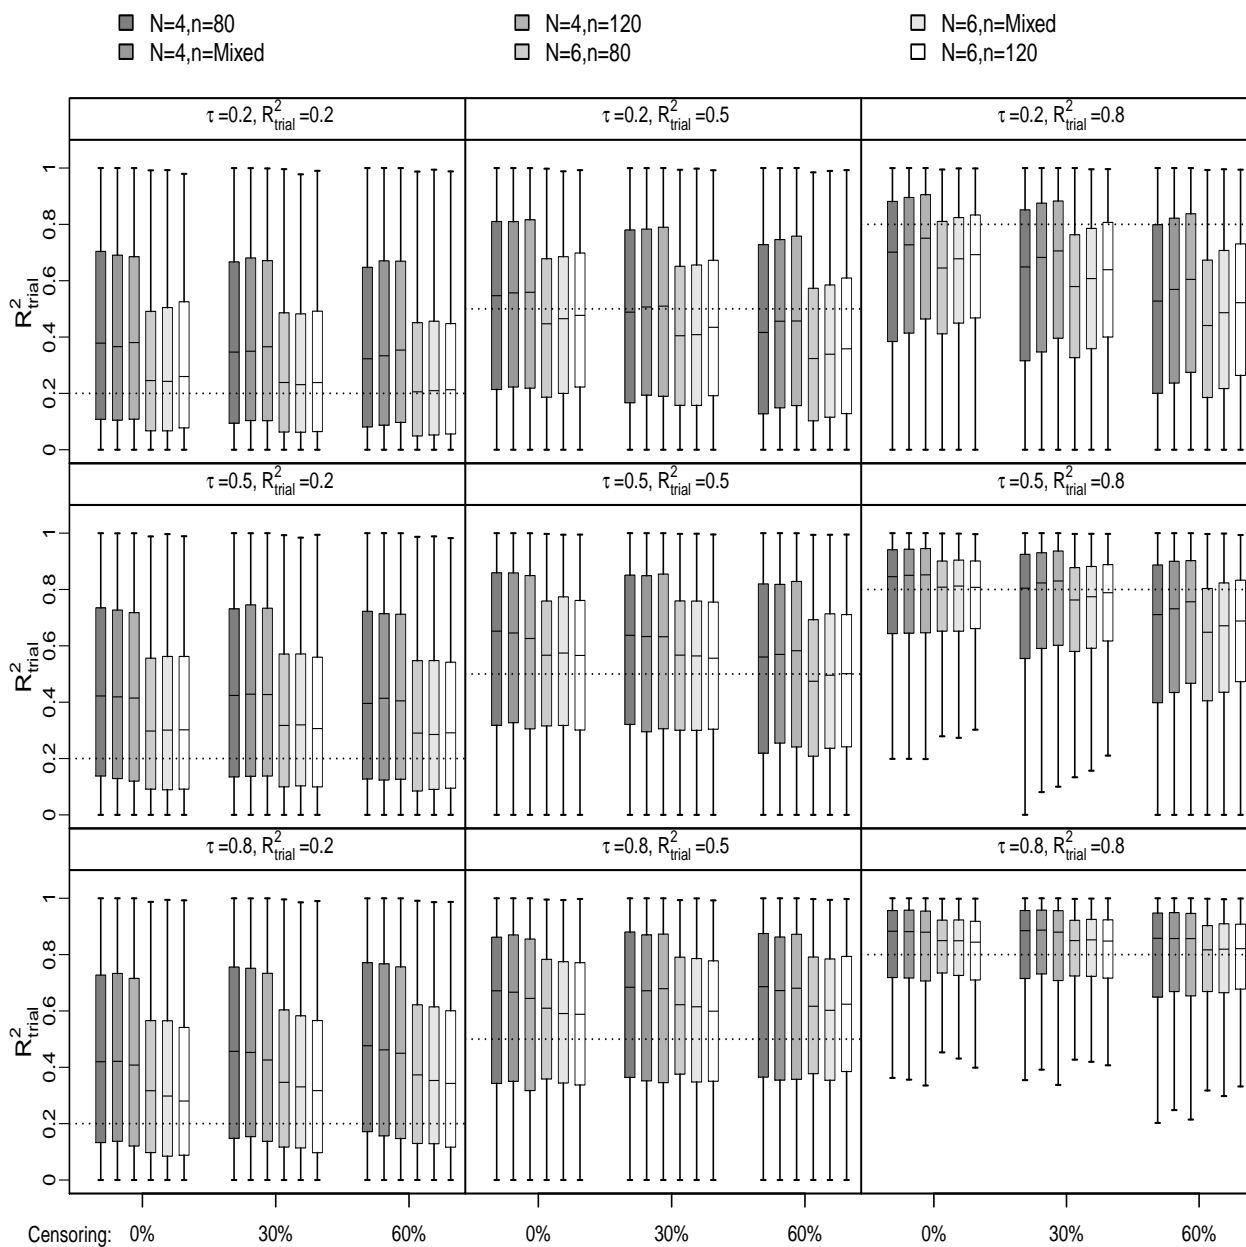 N=4,n=80 N=4,n=120 N=6,n=Mixed
N=4,n=Mixed N=6,n=80 N=6,n=120
τ=0.2, R²trial=0.2 τ=0.2, R²trial=0.5 τ=0.2, R²trial=0.8
R²trial
1
0.8
0.6
0.4
0.2
0
τ=0.5, R²trial=0.2 τ=0.5, R²trial=0.5 τ=0.5, R²trial=0.8
R²trial
1
0.8
0.6
0.4
0.2
0
τ=0.8, R²trial=0.2 τ=0.8, R²trial=0.5 τ=0.8, R²trial=0.8
R²trial
1
0.8
0.6
0.4
0.2
0
Censoring: 0% 30% 60% 0% 30% 60% 0% 30% 60%